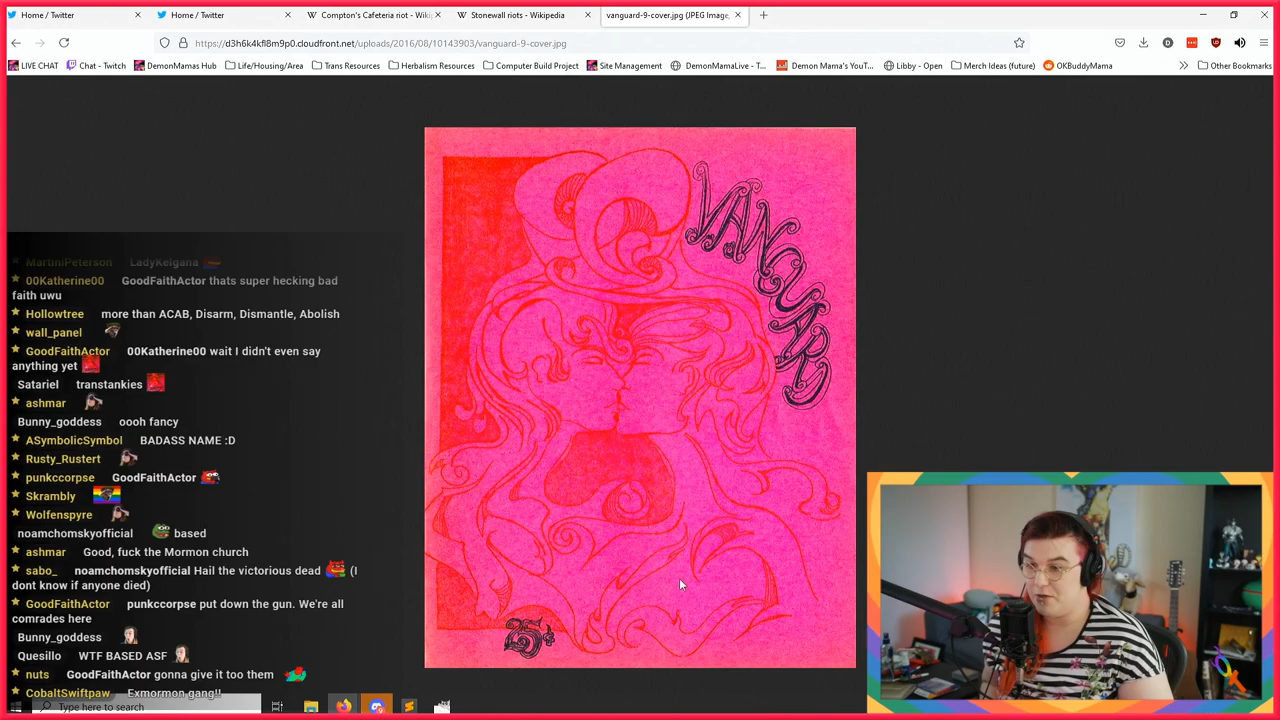 Home / Twitter
Home / Twitter
Compton's Cafeteria riot - Wikip
Stonewall riots - Wikipedia
vanguard-9-cover.jpg (JPEG Image,
https://d3h6k4kfl8m9p0.cloudfront.net/uploads/2016/08/10143903/vanguard-9-cover.jpg
LIVE CHAT
Chat - Twitch
DemonMamas Hub
Life/Housing/Area
Trans Resources
Herbalism Resources
Computer Build Project
Site Management
DemonMamaLive - T...
Demon Mama's YouT...
Libby - Open
Merch Ideas (future)
OKBuddyMama
Other Bookmarks
VANGUARD
MartiniPeterson LadyKelgana
00Katherine00 GoodFaithActor thats super hecking bad
faith uwu
Hollowtree more than ACAB, Disarm, Dismantle, Abolish
wall_panel
GoodFaithActor 00Katherine00 wait I didn't even say
anything yet
Satariel transtankies
ashmar
Bunny_goddess oooh fancy
ASymbolicSymbol BADASS NAME :D
Rusty_Rustert
punkccorpse GoodFaithActor
Skrambly
Wolfenspyre
noamchomskyofficial based
ashmar Good, fuck the Mormon church
sabo_ noamchomskyofficial Hail the victorious dead (I
dont know if anyone died)
GoodFaithActor punkccorpse put down the gun. We're all
comrades here
Bunny_goddess
Quesillo WTF BASED ASF
nuts GoodFaithActor gonna give it too them
CobaltSwiftpaw Exmormon gang!!
Type here to search